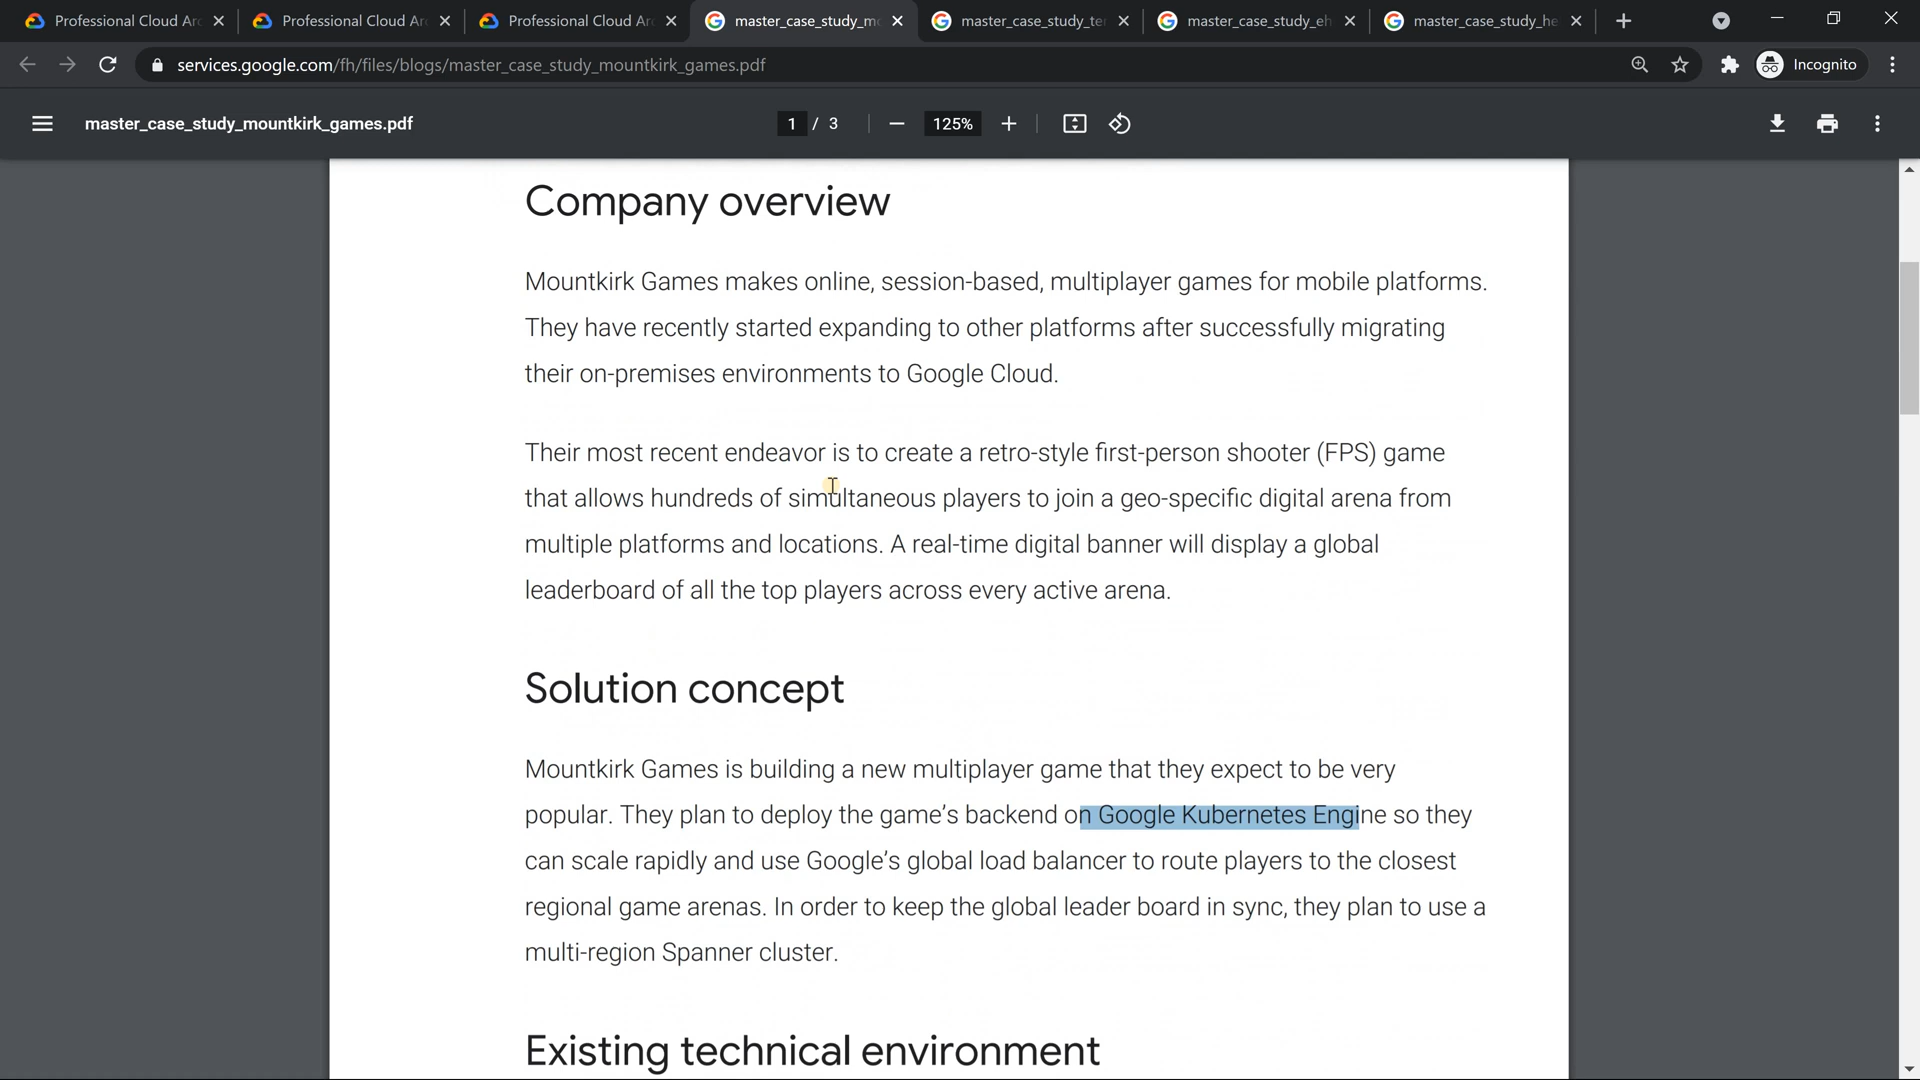 Professional Cloud Arc
Professional Cloud Arc
Professional Cloud Arc
master_case_study_mo
master_case_study_ter
master_case_study_eh
master_case_study_he
services.google.com/fh/files/blogs/master_case_study_mountkirk_games.pdf
Incognito
master_case_study_mountkirk_games.pdf
1 / 3
125%
Company overview
Mountkirk Games makes online, session-based, multiplayer games for mobile platforms.
They have recently started expanding to other platforms after successfully migrating
their on-premises environments to Google Cloud.
Their most recent endeavor is to create a retro-style first-person shooter (FPS) game
that allows hundreds of simultaneous players to join a geo-specific digital arena from
multiple platforms and locations. A real-time digital banner will display a global
leaderboard of all the top players across every active arena.
Solution concept
Mountkirk Games is building a new multiplayer game that they expect to be very
popular. They plan to deploy the game’s backend on Google Kubernetes Engine so they
can scale rapidly and use Google’s global load balancer to route players to the closest
regional game arenas. In order to keep the global leader board in sync, they plan to use a
multi-region Spanner cluster.
Existing technical environment